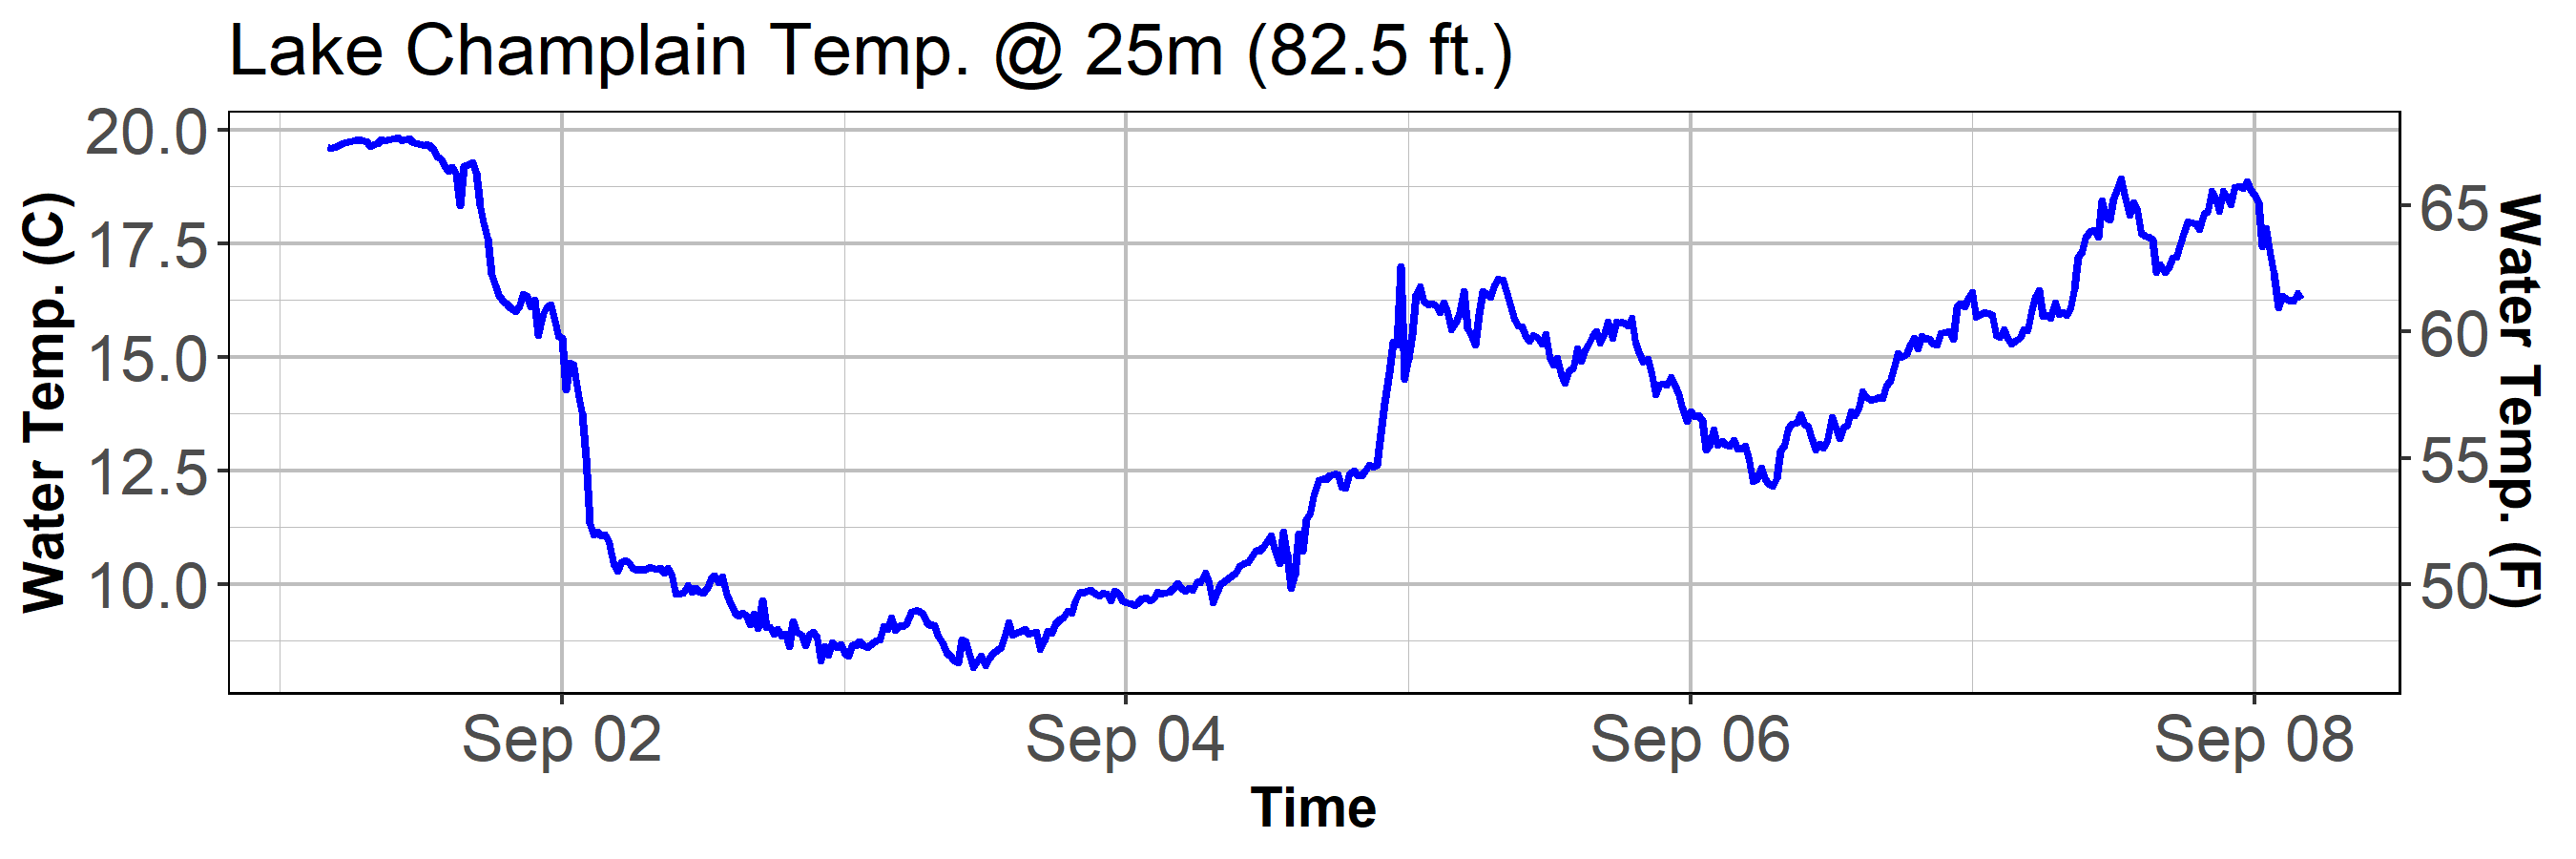 Lake Champlain Temp. @ 25m (82.5 ft.)
Water Temp. (C)
20.0
17.5
15.0
12.5
10.0
65
60
55
50
Water Temp. (F)
Sep 02
Sep 04
Sep 06
Sep 08
Time